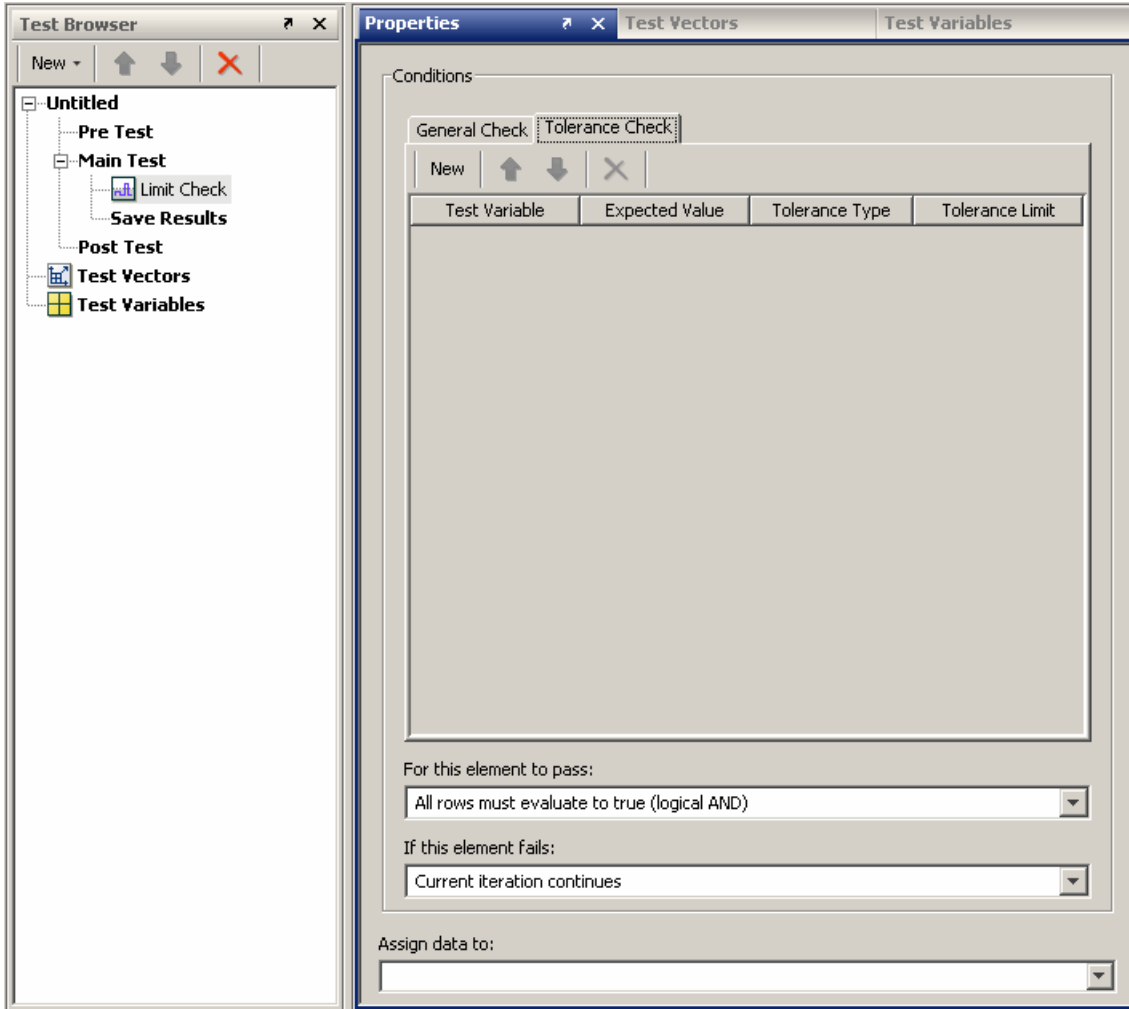 Test Browser
New
Untitled
Pre Test
Main Test
Limit Check
Save Results
Post Test
Test Vectors
Test Variables
Properties
Test Vectors
Test Variables
Conditions
General Check
Tolerance Check
New
Test Variable
Expected Value
Tolerance Type
Tolerance Limit
For this element to pass:
All rows must evaluate to true (logical AND)
If this element fails:
Current iteration continues
Assign data to: